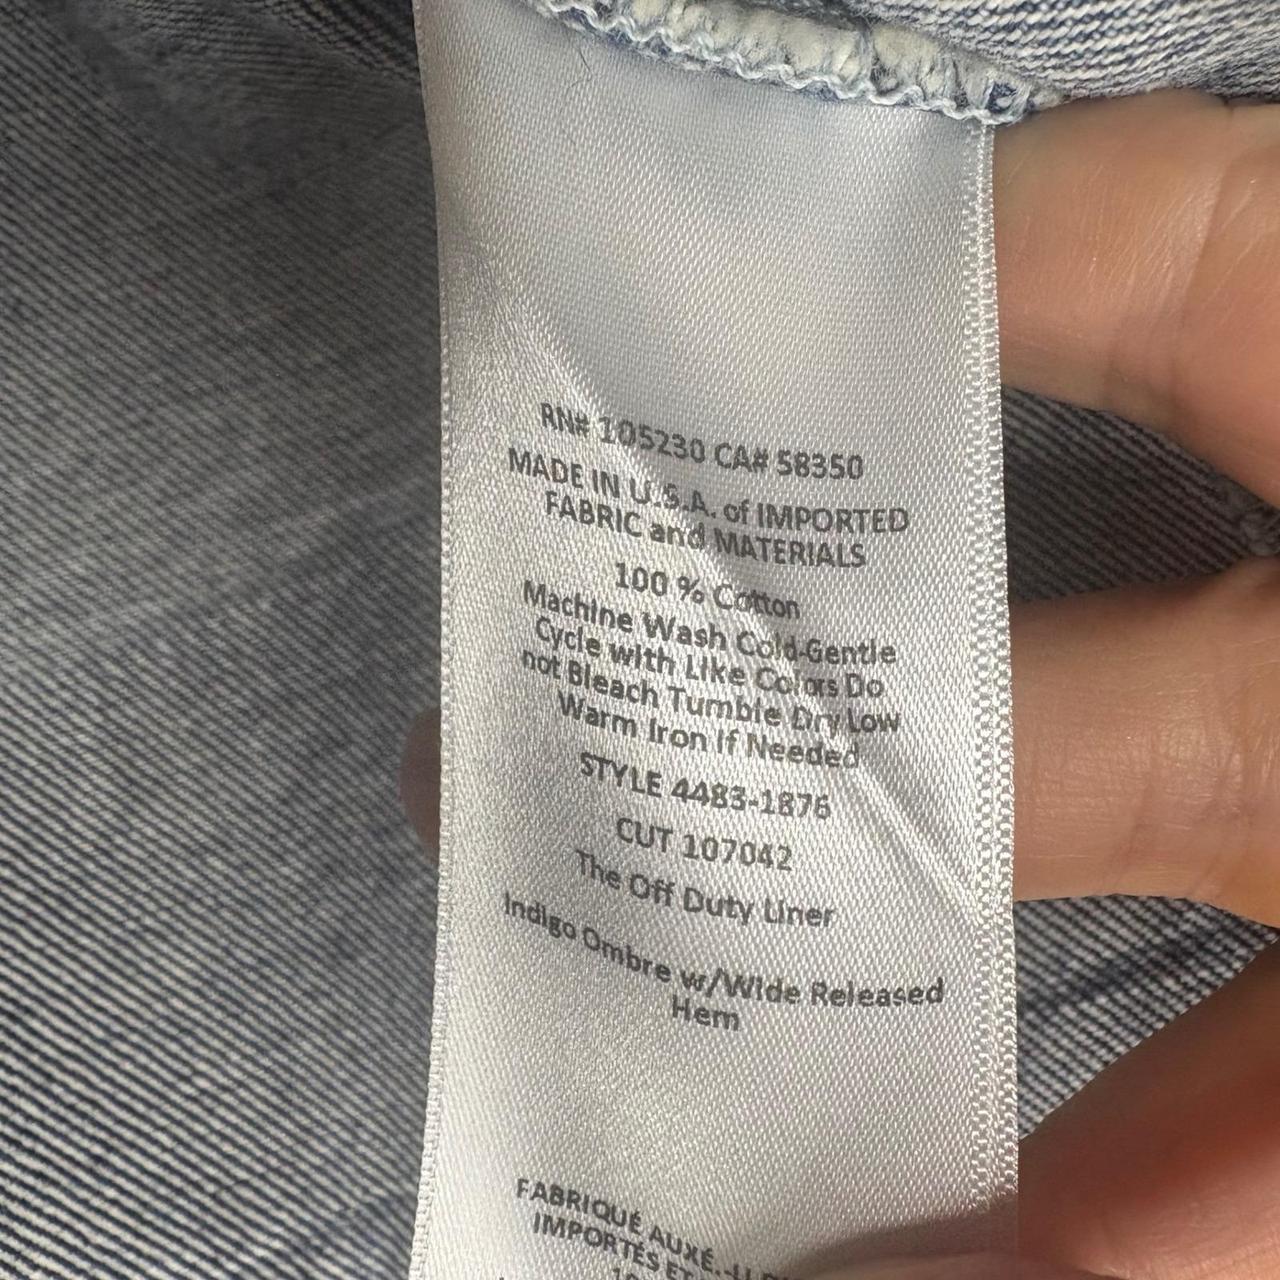 RN# 105230 CA# 58350
MADE IN U.S.A. of IMPORTED
FABRIC and MATERIALS
100 % Cotton
Machine Wash Cold-Gentle
Cycle with Like Colors Do
not Bleach Tumble Dry Low
Warm Iron If Needed
STYLE 4483-1876
CUT 107042
The Off Duty Liner
Indigo Ombre w/Wide Released
Hem
FABRIQUÉ AUXÉ.-U
IMPORTÉS ET